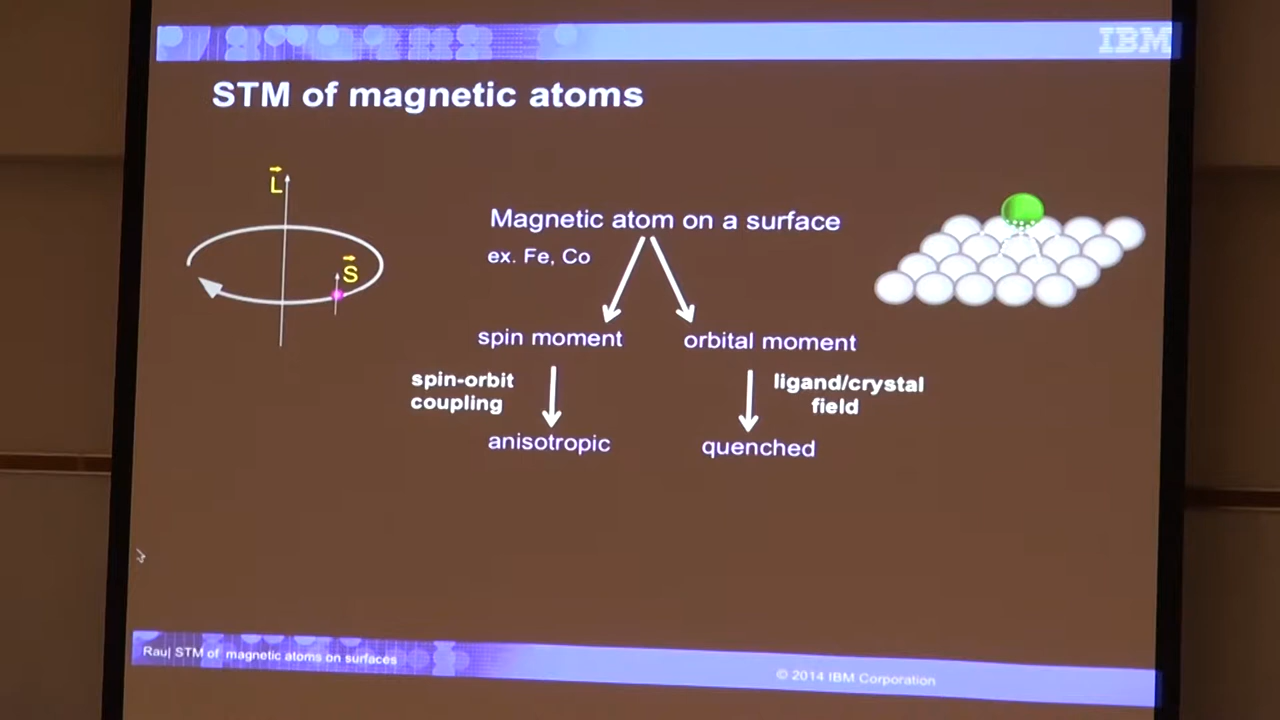 IBM
STM of magnetic atoms
L
S
Magnetic atom on a surface
ex. Fe, Co
spin moment
orbital moment
spin-orbit
coupling
ligand/crystal
field
anisotropic
quenched
Rau| STM of magnetic atoms on surfaces
© 2014 IBM Corporation